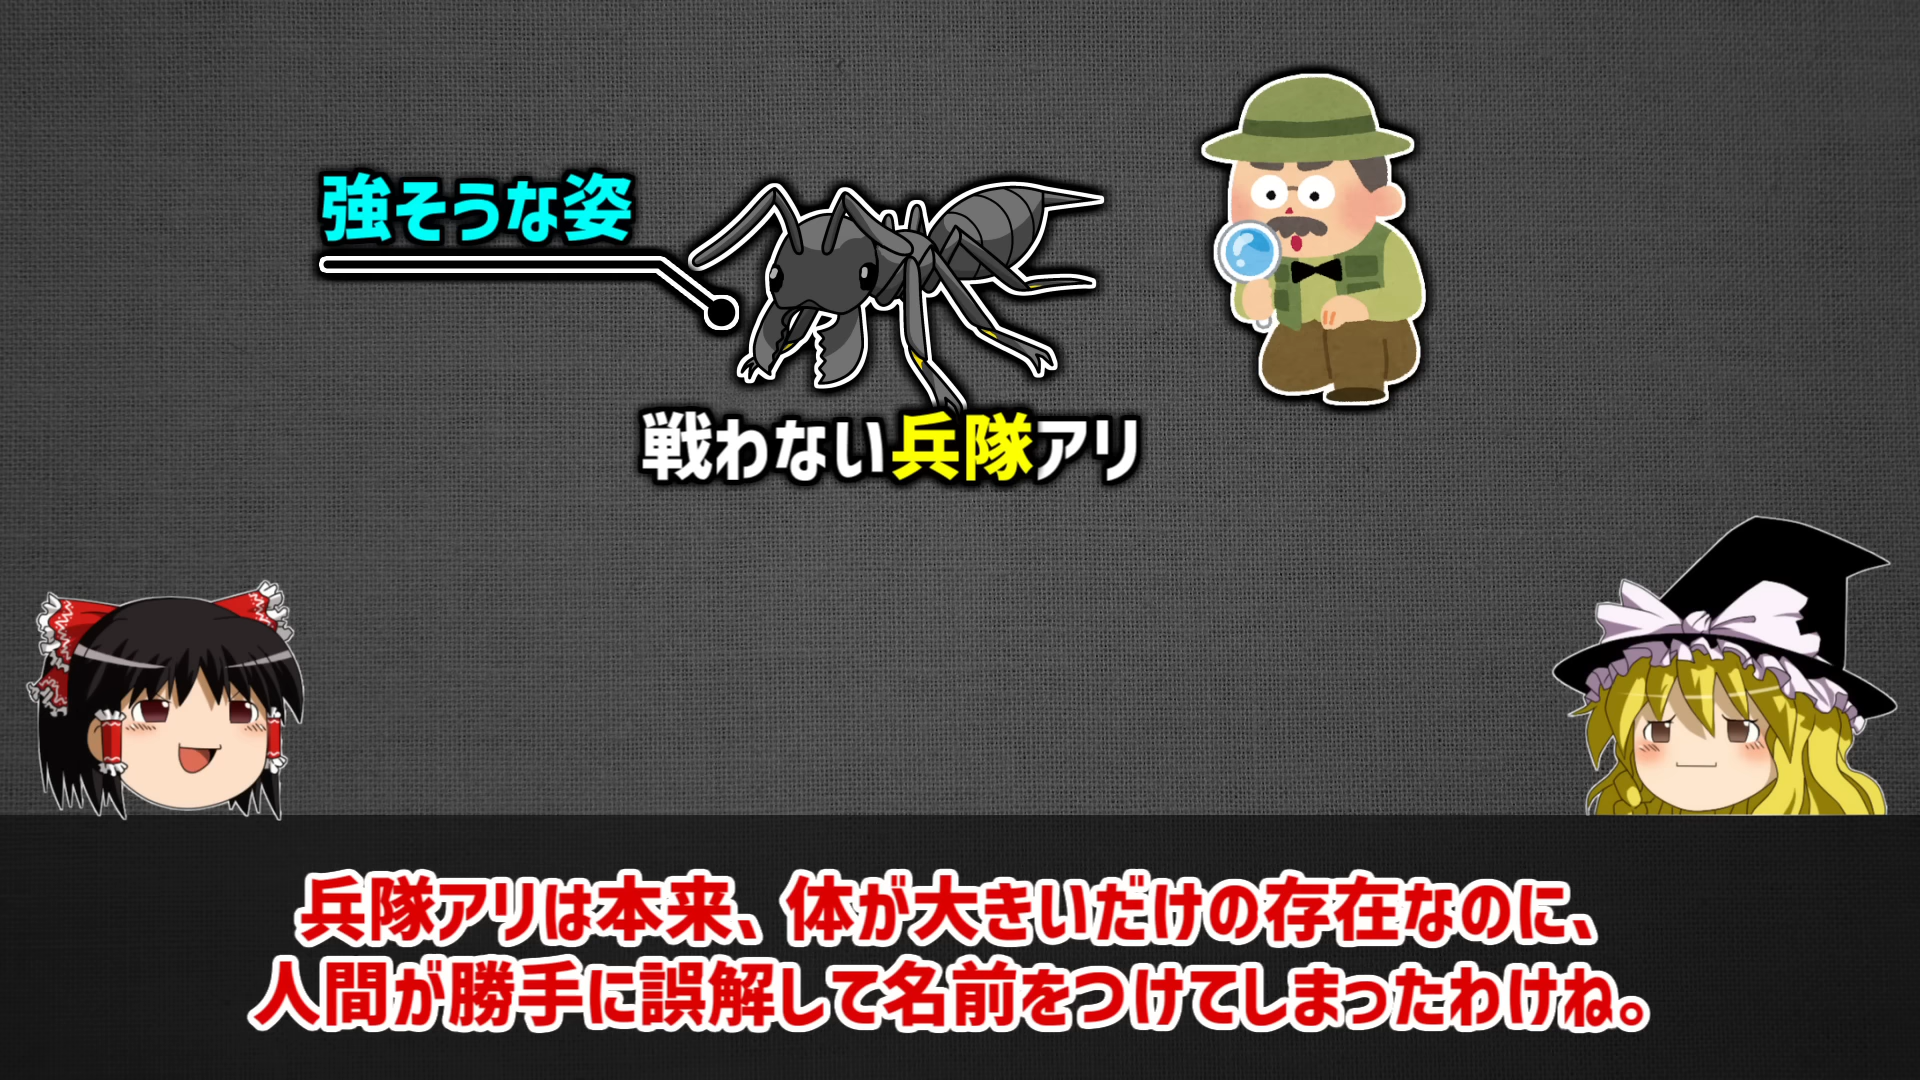 強そうな姿
戦わない兵隊アリ
兵隊アリは本来、体が大きいだけの存在なのに、
人間が勝手に誤解して名前をつけてしまったわけね。